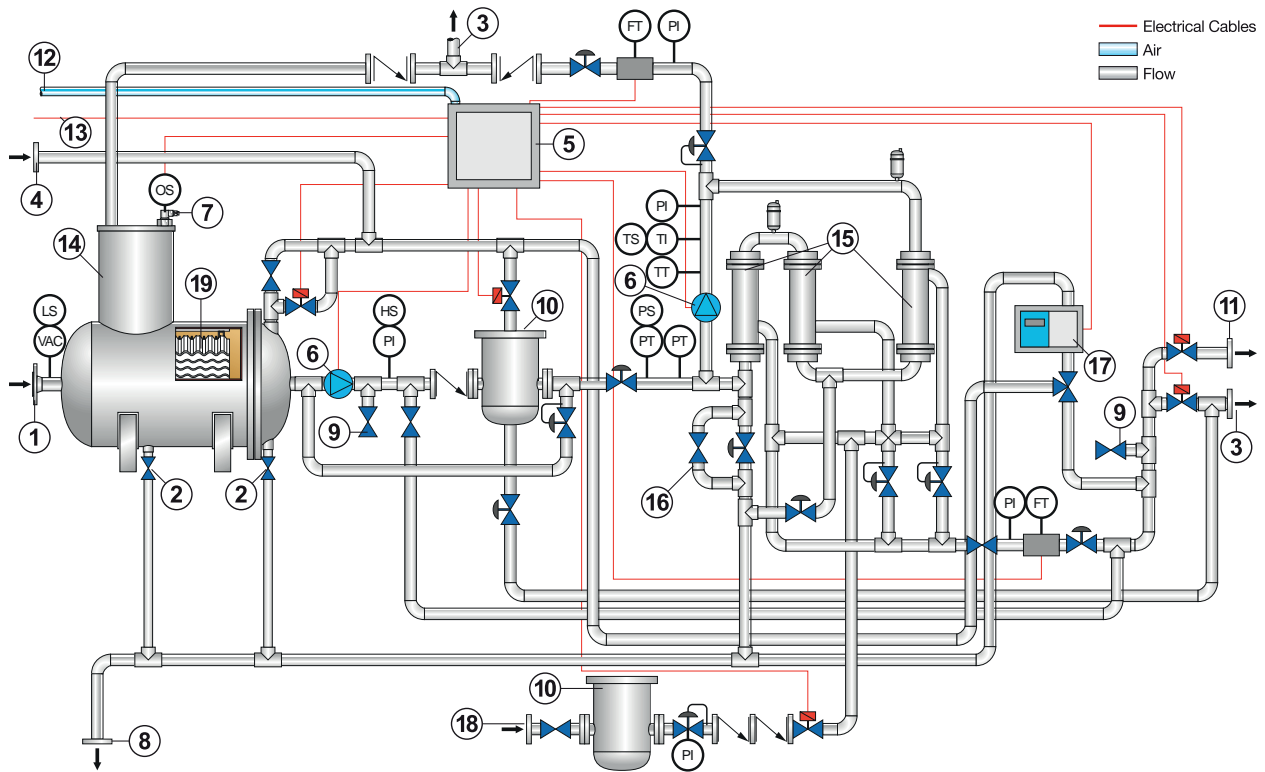 3
FT
PI
Electrical Cables
Air
Flow
12
13
5
4
OS
7
14
PI
TS
TI
TT
15
6
19
LS
VAC
HS
PI
6
10
PS
PT
PT
17
11
1
9
9
3
2
2
16
PI
FT
10
18
PI
8